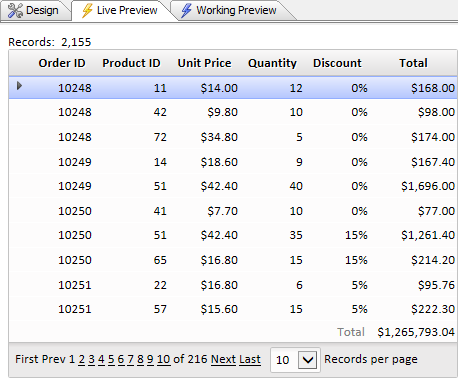 Design Live Preview Working Preview
Records: 2,155
Order ID Product ID Unit Price Quantity Discount Total
10248 11 $14.00 12 0% $168.00
10248 42 $9.80 10 0% $98.00
10248 72 $34.80 5 0% $174.00
10249 14 $18.60 9 0% $167.40
10249 51 $42.40 40 0% $1,696.00
10250 41 $7.70 10 0% $77.00
10250 51 $42.40 35 15% $1,261.40
10250 65 $16.80 15 15% $214.20
10251 22 $16.80 6 5% $95.76
10251 57 $15.60 15 5% $222.30
Total $1,265,793.04
First Prev 1 2 3 4 5 6 7 8 9 10 of 216 Next Last 10 Records per page